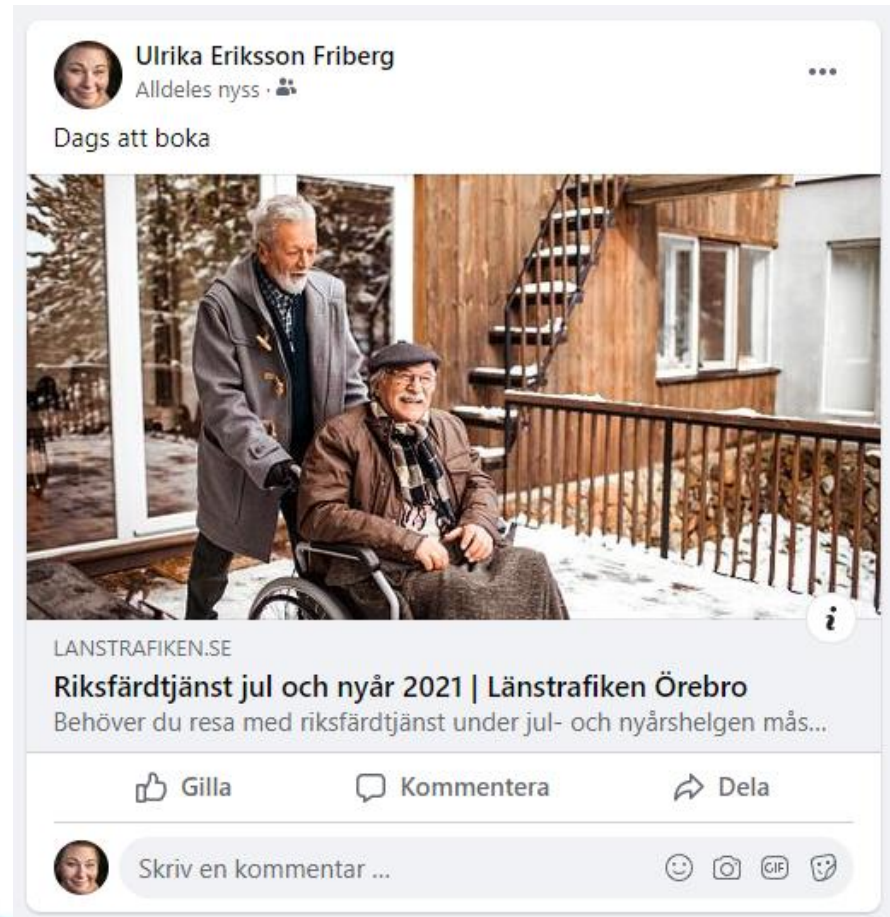 Ulrika Eriksson Friberg
Alldeles nyss ·
Dags att boka
i
LANSTRAFIKEN.SE
Riksfärdtjänst jul och nyår 2021 | Länstrafiken Örebro
Behöver du resa med riksfärdtjänst under jul- och nyårshelgen mås...
Gilla Kommentera Dela
Skriv en kommentar ... GIF